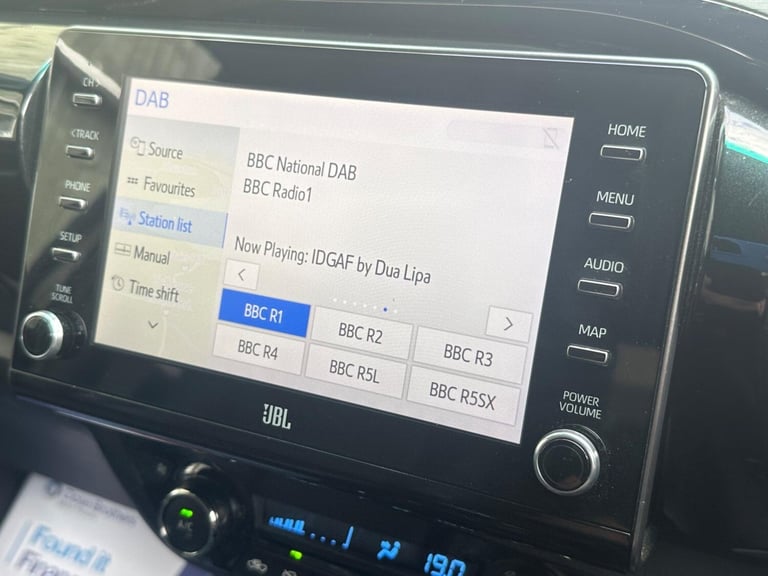 DAB
CH >
< TRACK
PHONE
SETUP
TUNE
SCROLL
Source
Favourites
Station list
Manual
Time shift
BBC National DAB
BBC Radio1
Now Playing: IDGAF by Dua Lipa
<
>
BBC R1
BBC R2
BBC R3
BBC R4
BBC R5L
BBC R5SX
HOME
MENU
AUDIO
MAP
POWER
VOLUME
JBL
A/C
19.0
Found it